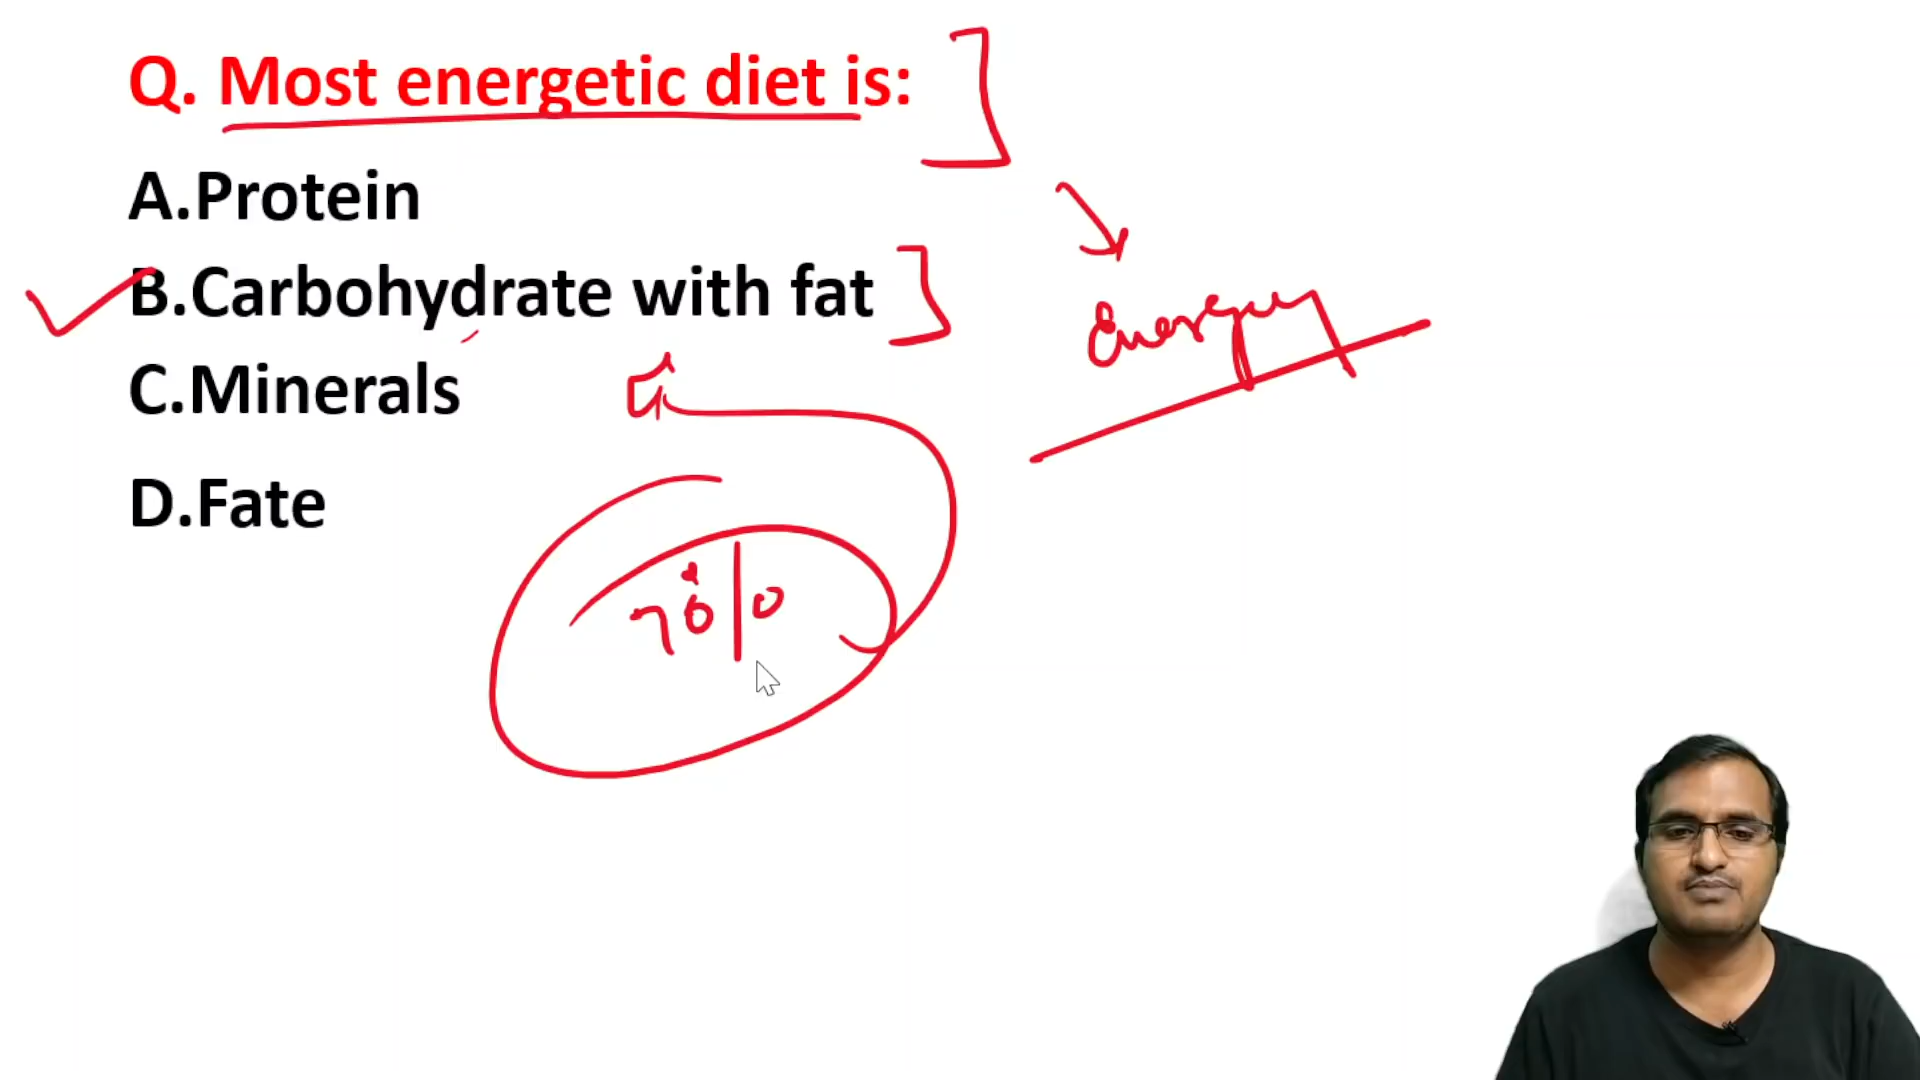 Q. Most energetic diet is:
A.Protein
B.Carbohydrate with fat
C.Minerals
D.Fate
Energy
70%